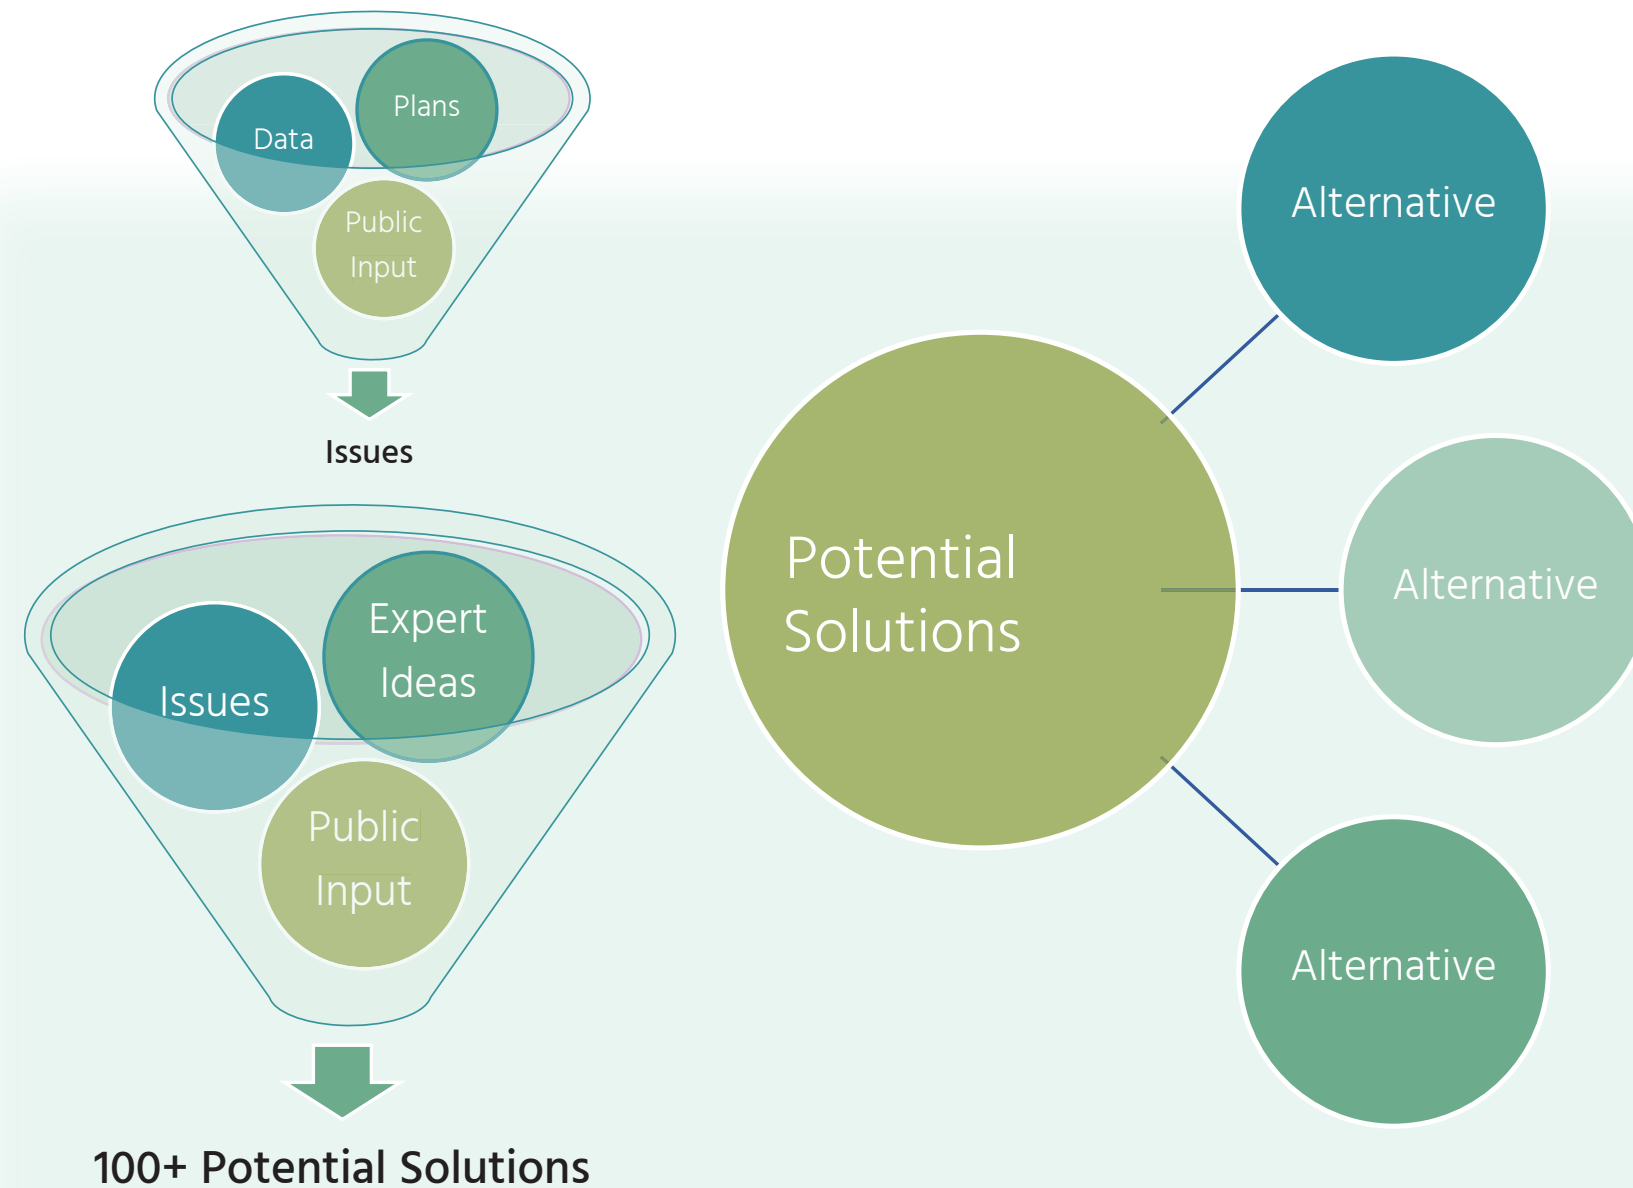 Plans
Data
Public
Input
Issues
Expert
Ideas
Issues
Public
Input
100+ Potential Solutions
Potential
Solutions
Alternative
Alternative
Alternative